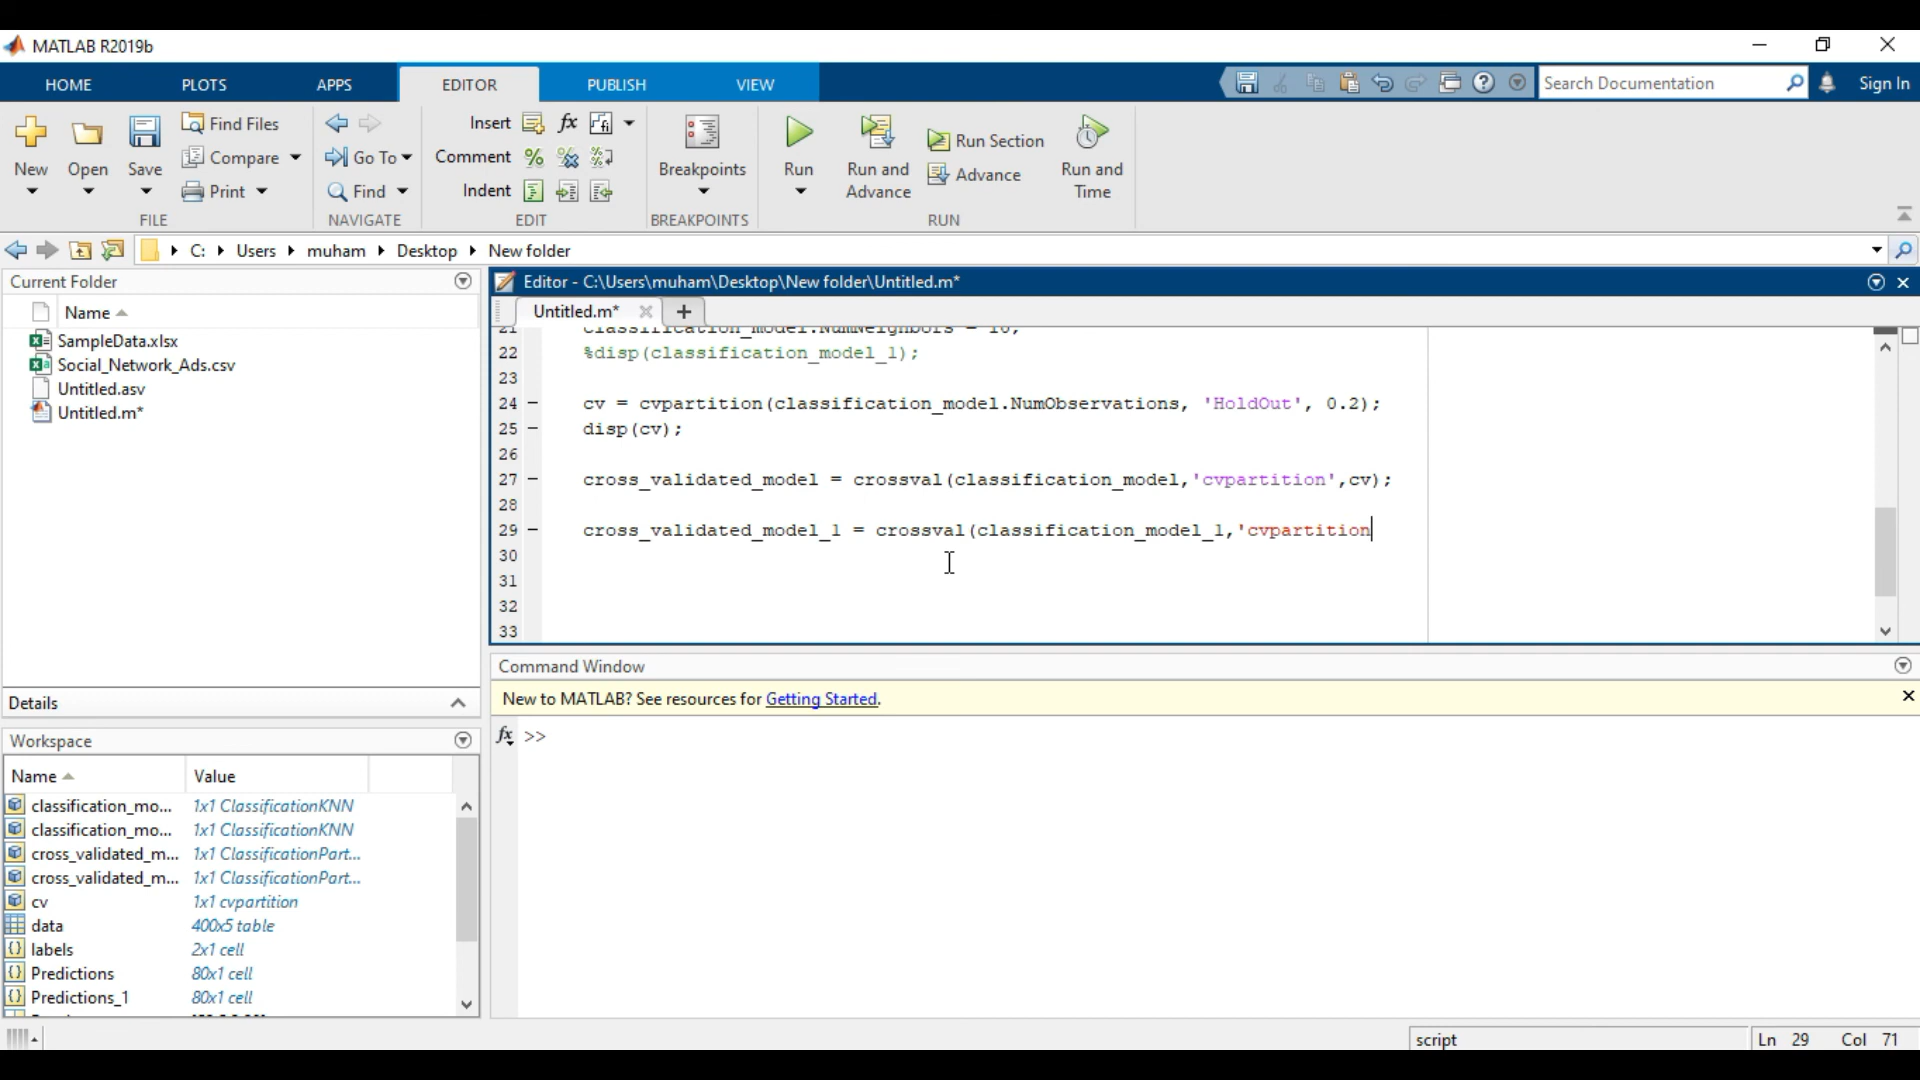 MATLAB R2019b
HOME PLOTS APPS EDITOR PUBLISH VIEW Search Documentation Sign In
New Open Save Find Files Compare Print FILE
Go To Find NAVIGATE
Insert fx Comment Indent EDIT
Breakpoints BREAKPOINTS
Run Run and Advance Run Section Advance Run and Time RUN
C: Users muham Desktop New folder
Current Folder
Name
SampleData.xlsx
Social_Network_Ads.csv
Untitled.asv
Untitled.m*
Details
Workspace
Name Value
classification_mo... 1x1 ClassificationKNN
classification_mo... 1x1 ClassificationKNN
cross_validated_m... 1x1 ClassificationPart...
cross_validated_m... 1x1 ClassificationPart...
cv 1x1 cvpartition
data 400x5 table
labels 2x1 cell
Predictions 80x1 cell
Predictions_1 80x1 cell
Editor - C:\Users\muham\Desktop\New folder\Untitled.m*
Untitled.m*
21 classification_model.NumNeighbors = 10;
22 %disp(classification_model_1);
23
24 - cv = cvpartition(classification_model.NumObservations, 'HoldOut', 0.2);
25 - disp(cv);
26
27 - cross_validated_model = crossval(classification_model,'cvpartition',cv);
28
29 - cross_validated_model_1 = crossval(classification_model_1,'cvpartition
30
31
32
33
Command Window
New to MATLAB? See resources for Getting Started.
fx >>
script Ln 29 Col 71